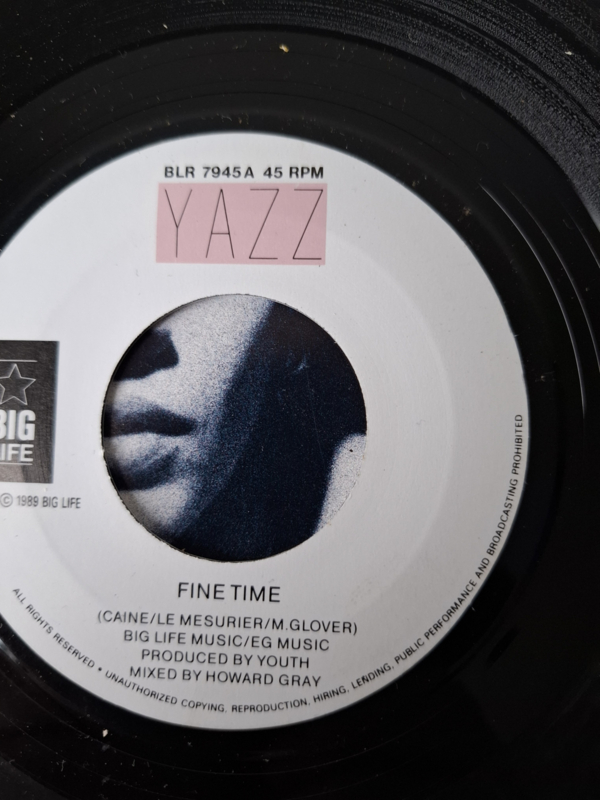 BLR 7945A 45 RPM
YAZZ
BIG
LIFE
© 1989 BIG LIFE
FINE TIME
(CAINE/LE MESURIER/M.GLOVER)
BIG LIFE MUSIC/EG MUSIC
PRODUCED BY YOUTH
MIXED BY HOWARD GRAY
ALL RIGHTS RESERVED * UNAUTHORIZED COPYING, REPRODUCTION, HIRING, LENDING, PUBLIC PERFORMANCE AND BROADCASTING PROHIBITED